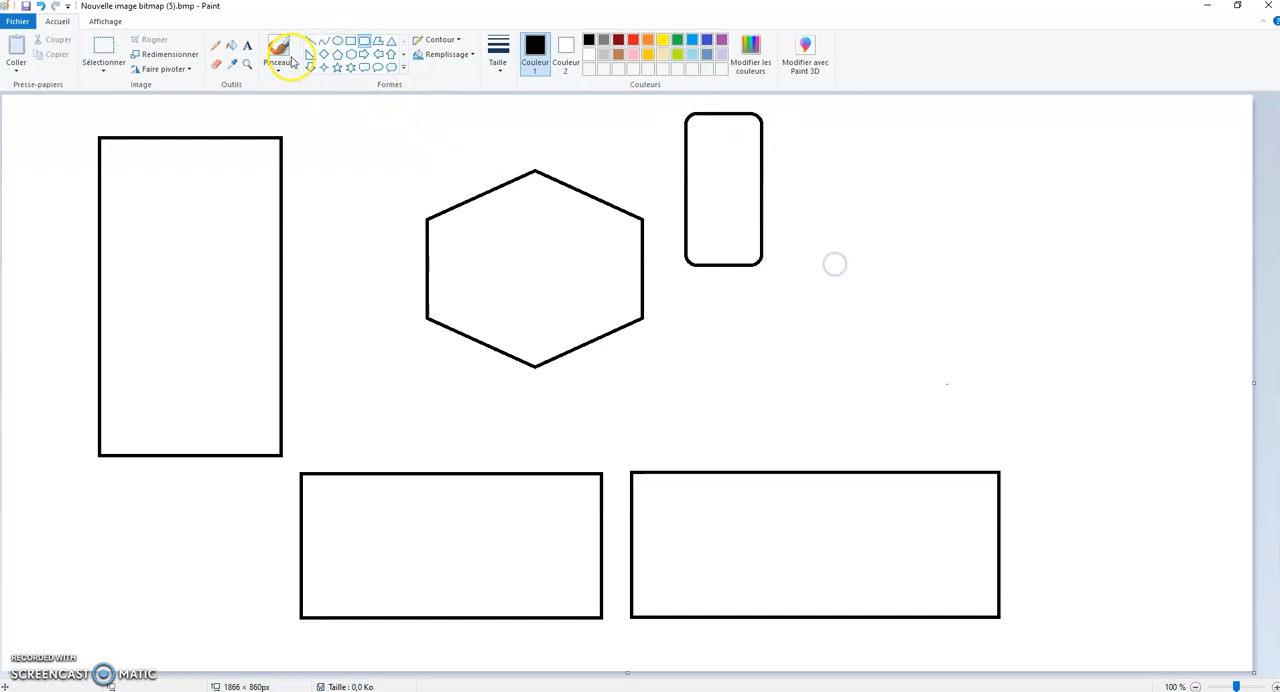 Nouvelle image bitmap (5).bmp - Paint
Fichier Accueil Affichage
Coller
Couper
Copier
Presse-papiers
Sélectionner
Rogner
Redimensionner
Faire pivoter
Image
A
Outils
Pinceaux
Formes
Contour
Remplissage
Taille
Couleur 1
Couleur 2
Modifier les couleurs
Couleurs
Modifier avec Paint 3D
RECORDED WITH
SCREENCAST MATIC
1866 × 860px
Taille : 0,0 Ko
100 %